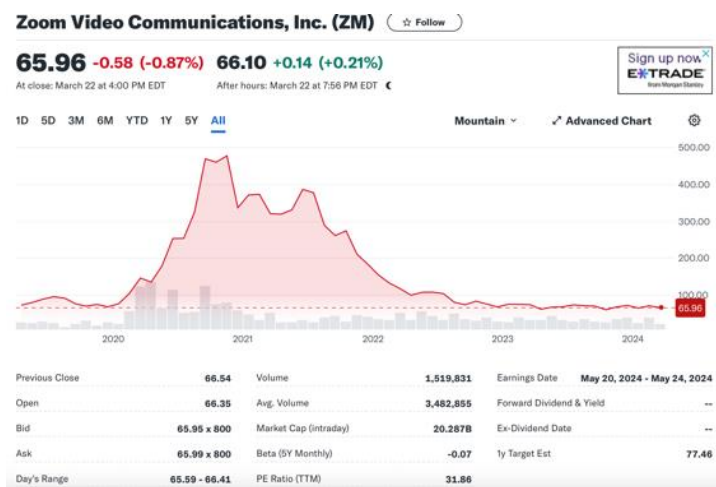 Zoom Video Communications, Inc. (ZM) ☆ Follow
65.96 -0.58 (-0.87%) 66.10 +0.14 (+0.21%)
At close: March 22 at 4:00 PM EDT After hours: March 22 at 7:56 PM EDT
Sign up now
E*TRADE
from Morgan Stanley
1D 5D 3M 6M YTD 1Y 5Y All Mountain Advanced Chart
500.00
400.00
300.00
200.00
100.00
65.96
2020 2021 2022 2023 2024
Previous Close 66.54 Volume 1,519,831 Earnings Date May 20, 2024 - May 24, 2024
Open 66.35 Avg. Volume 3,482,855 Forward Dividend & Yield --
Bid 65.95 x 800 Market Cap (intraday) 20.287B Ex-Dividend Date --
Ask 65.99 x 800 Beta (5Y Monthly) -0.07 1y Target Est 77.46
Day's Range 65.59 - 66.41 PE Ratio (TTM) 31.86